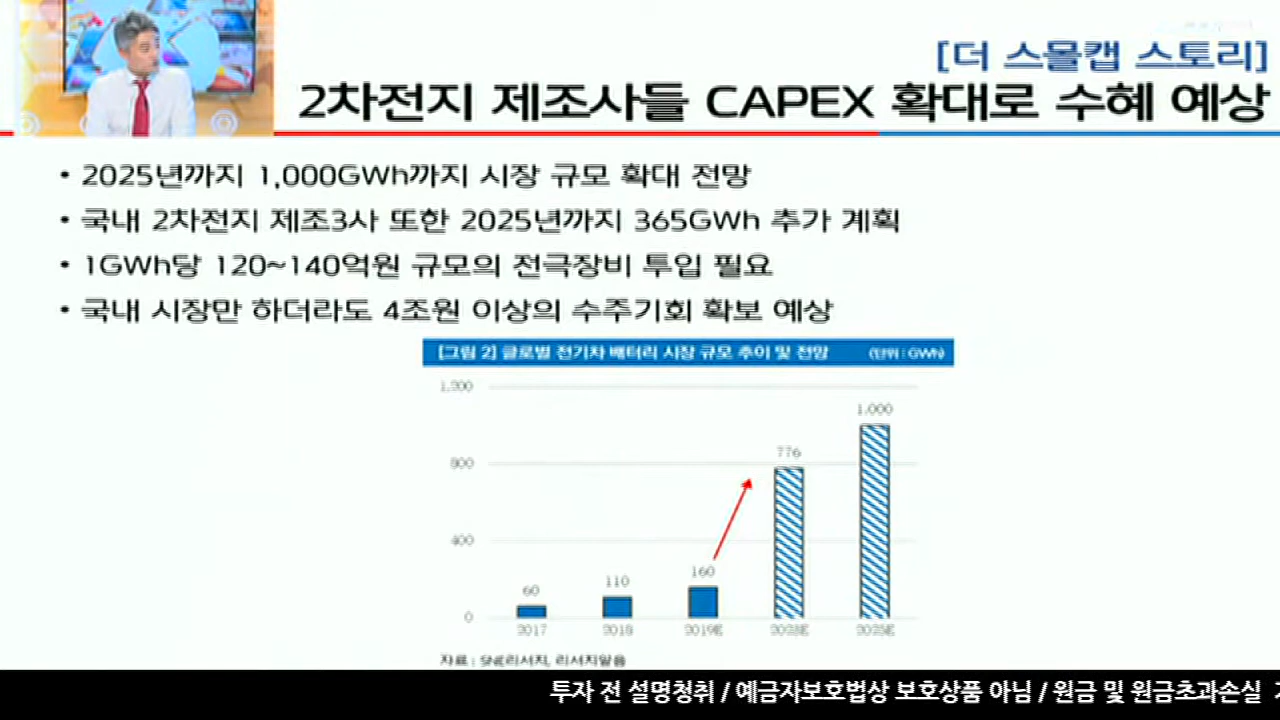 [더 스몰캡 스토리]
2차전지 제조사들 CAPEX 확대로 수혜 예상
• 2025년까지 1,000GWh까지 시장 규모 확대 전망
• 국내 2차전지 제조3사 또한 2025년까지 365GWh 추가 계획
• 1GWh당 120~140억원 규모의 전극장비 투입 필요
• 국내 시장만 하더라도 4조원 이상의 수주기회 확보 예상
[그림 2] 글로벌 전기차 배터리 시장 규모 추이 및 전망 (단위 : GWh)
1,200
1,000
776
800
400
160
110
60
0
2017 2018 2019E 2023E 2025E
자료 : SNE리서치, 리서치알음
투자 전 설명청취 / 예금자보호법상 보호상품 아님 / 원금 및 원금초과손실